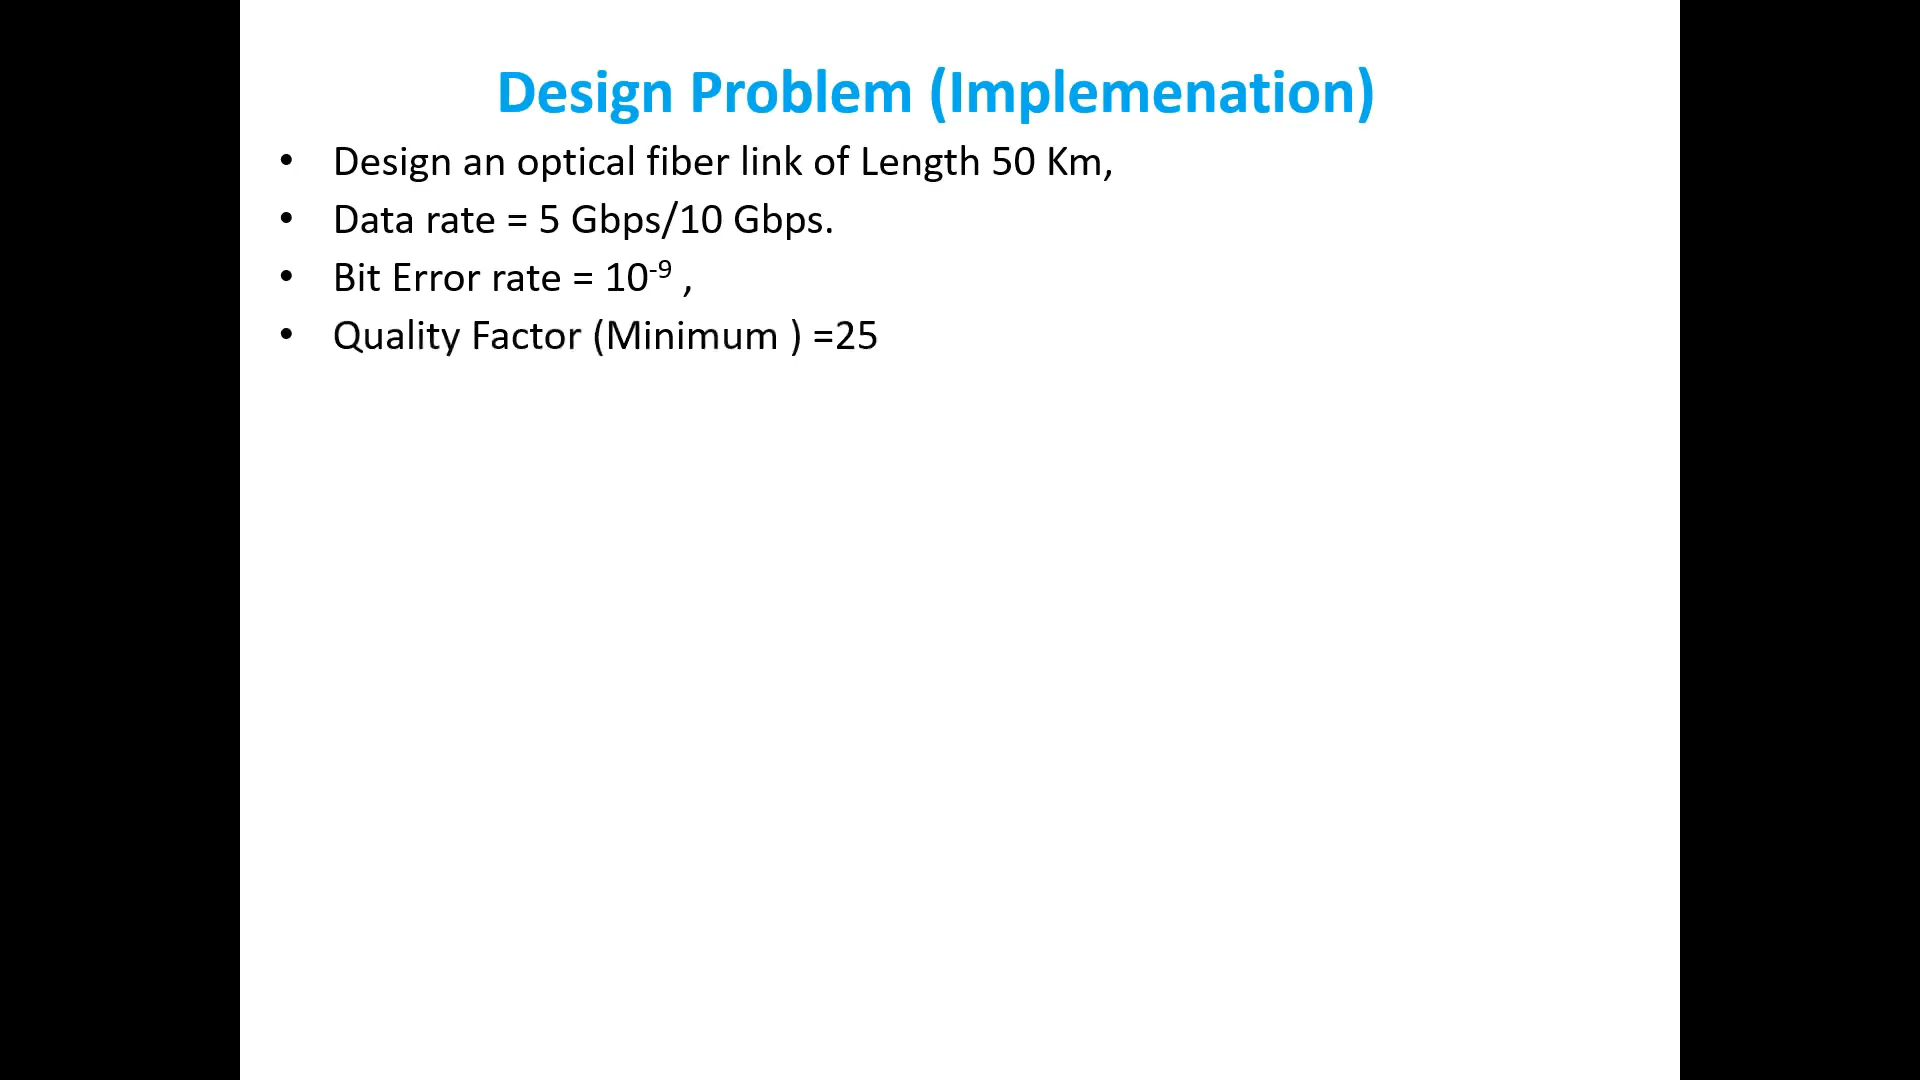 Design Problem (Implemenation)
• Design an optical fiber link of Length 50 Km,
• Data rate = 5 Gbps/10 Gbps.
• Bit Error rate = 10⁻⁹ ,
• Quality Factor (Minimum ) =25